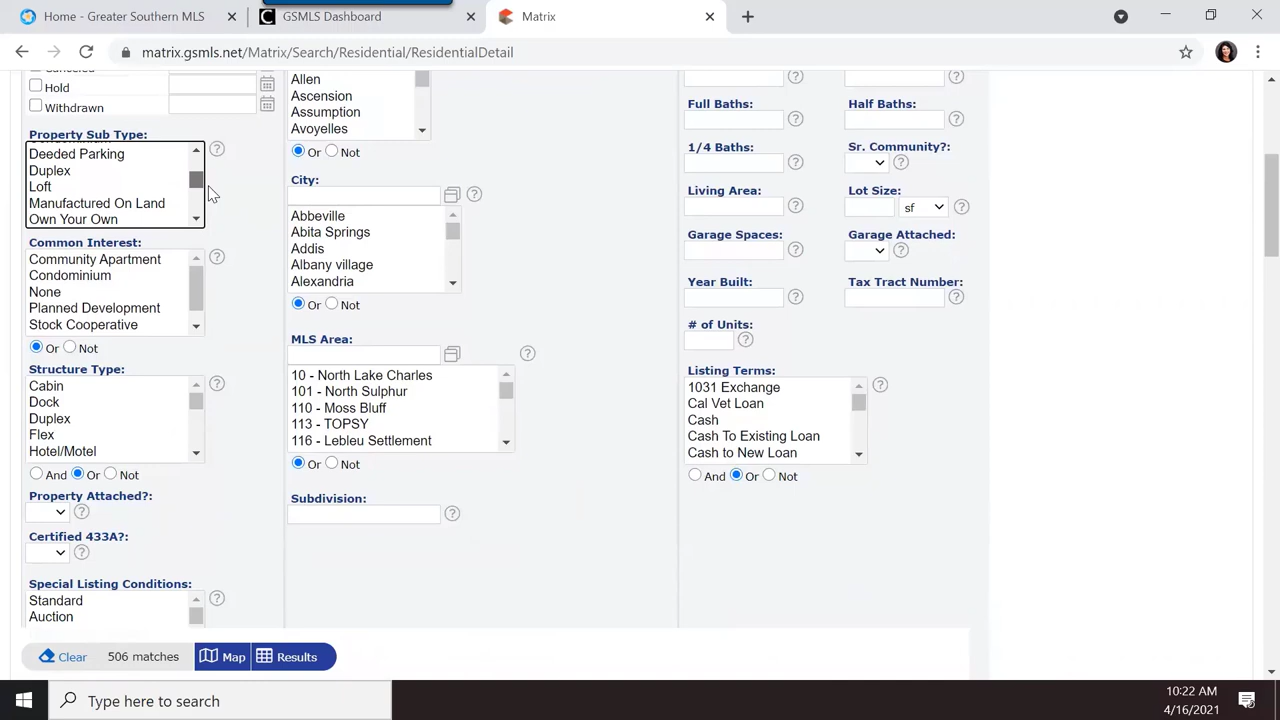 Home - Greater Southern MLS
GSMLS Dashboard
Matrix
matrix.gsmls.net/Matrix/Search/Residential/ResidentialDetail
Hold
Withdrawn
Property Sub Type:
Deeded Parking
Duplex
Loft
Manufactured On Land
Own Your Own
Common Interest:
Community Apartment
Condominium
None
Planned Development
Stock Cooperative
Or Not
Structure Type:
Cabin
Dock
Duplex
Flex
Hotel/Motel
And Or Not
Property Attached?:
Certified 433A?:
Special Listing Conditions:
Standard
Auction
Allen
Ascension
Assumption
Avoyelles
Or Not
City:
Abbeville
Abita Springs
Addis
Albany village
Alexandria
Or Not
MLS Area:
10 - North Lake Charles
101 - North Sulphur
110 - Moss Bluff
113 - TOPSY
116 - Lebleu Settlement
Or Not
Subdivision:
Full Baths: Half Baths:
1/4 Baths: Sr. Community?:
Living Area: Lot Size:
sf
Garage Spaces: Garage Attached:
Year Built: Tax Tract Number:
# of Units:
Listing Terms:
1031 Exchange
Cal Vet Loan
Cash
Cash To Existing Loan
Cash to New Loan
And Or Not
Clear 506 matches Map Results
Type here to search
10:22 AM
4/16/2021